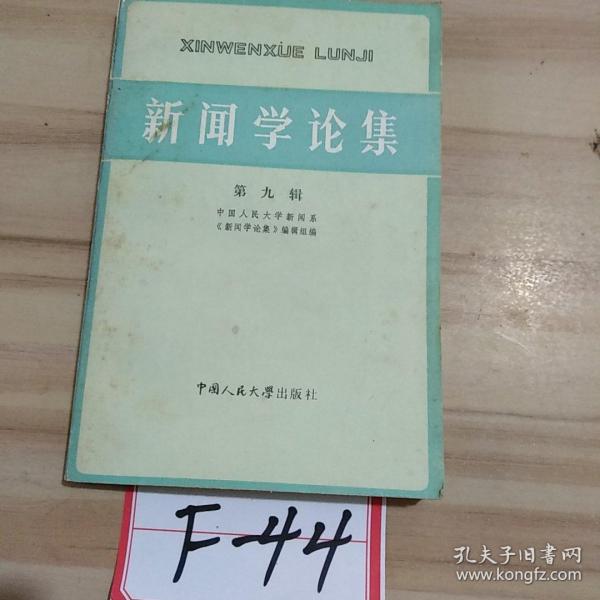 XINWENXUE LUNJI
新闻学论集
第九辑
中国人民大学新闻系
《新闻学论集》编辑组编
中国人民大学出版社
F-44
孔夫子旧书网
www.kongfz.com